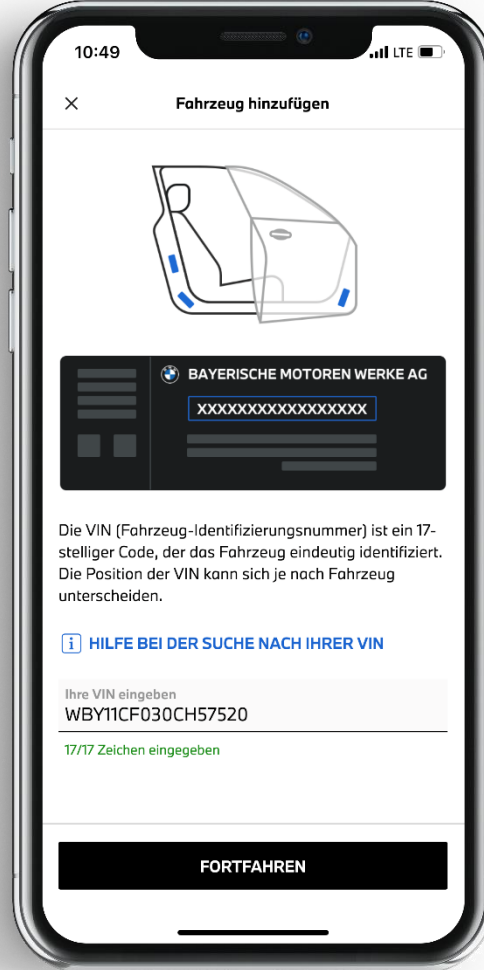 10:49
LTE
Fahrzeug hinzufügen
BAYERISCHE MOTOREN WERKE AG
XXXXXXXXXXXXXXXXX
Die VIN (Fahrzeug-Identifizierungsnummer) ist ein 17-
stelliger Code, der das Fahrzeug eindeutig identifiziert.
Die Position der VIN kann sich je nach Fahrzeug
unterscheiden.
i HILFE BEI DER SUCHE NACH IHRER VIN
Ihre VIN eingeben
WBY11CF030CH57520
17/17 Zeichen eingegeben
FORTFAHREN